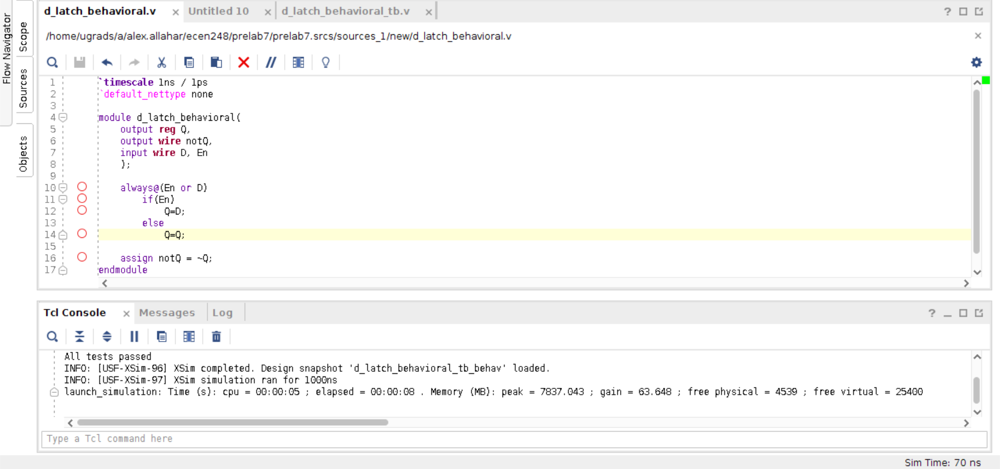 Flow Navigator
Scope
Sources
Objects
d_latch_behavioral.v × Untitled 10 × d_latch_behavioral_tb.v ×
/home/ugrads/a/alex.allahar/ecen248/prelab7/prelab7.srcs/sources_1/new/d_latch_behavioral.v
1 `timescale 1ns / 1ps
2 `default_nettype none
3
4 module d_latch_behavioral(
5 output reg Q,
6 output wire notQ,
7 input wire D, En
8 );
9
10 always@(En or D)
11 if(En)
12 Q=D;
13 else
14 Q=Q;
15
16 assign notQ = ~Q;
17 endmodule
Tcl Console × Messages Log
All tests passed
INFO: [USF-XSim-96] XSim completed. Design snapshot 'd_latch_behavioral_tb_behav' loaded.
INFO: [USF-XSim-97] XSim simulation ran for 1000ns
launch_simulation: Time (s): cpu = 00:00:05 ; elapsed = 00:00:08 . Memory (MB): peak = 7837.043 ; gain = 63.648 ; free physical = 4539 ; free virtual = 25400
Type a Tcl command here
Sim Time: 70 ns